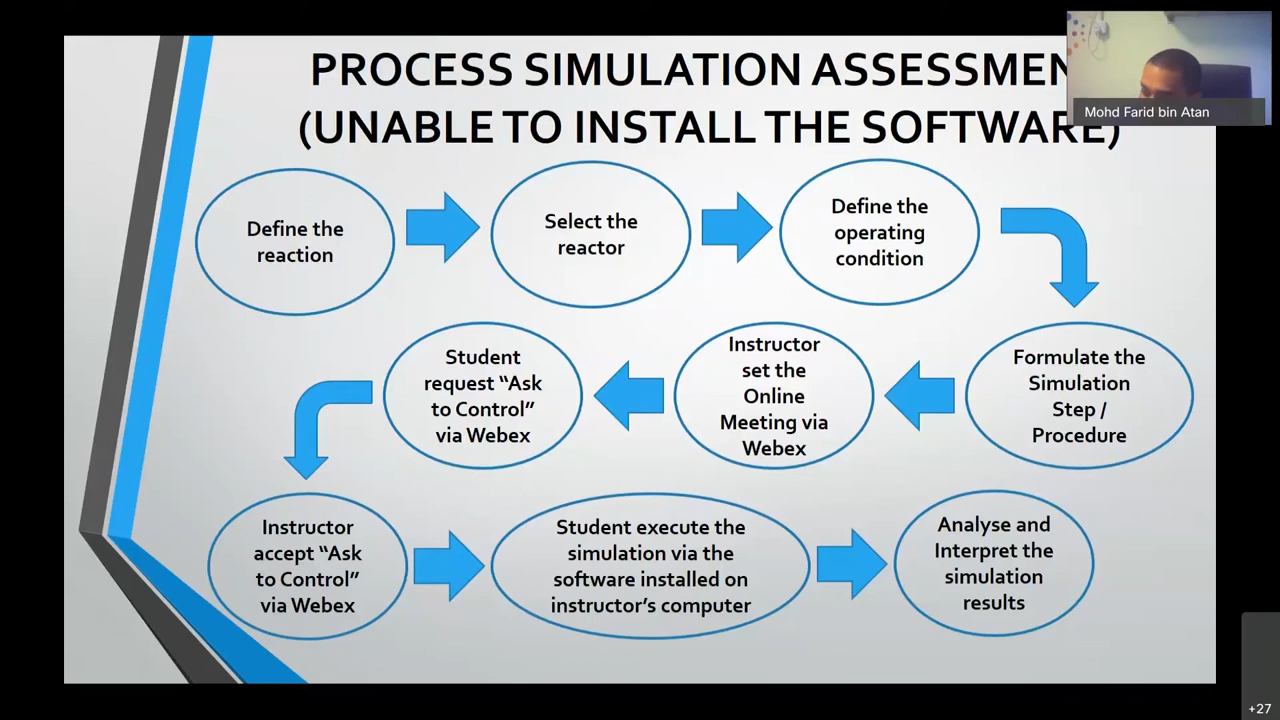 PROCESS SIMULATION ASSESSMEN
(UNABLE TO INSTALL THE SOFTWARE)
Mohd Farid bin Atan
Define the
reaction
Select the
reactor
Define the
operating
condition
Formulate the
Simulation
Step /
Procedure
Instructor
set the
Online
Meeting via
Webex
Student
request “Ask
to Control”
via Webex
Instructor
accept “Ask
to Control”
via Webex
Student execute the
simulation via the
software installed on
instructor’s computer
Analyse and
Interpret the
simulation
results
+27